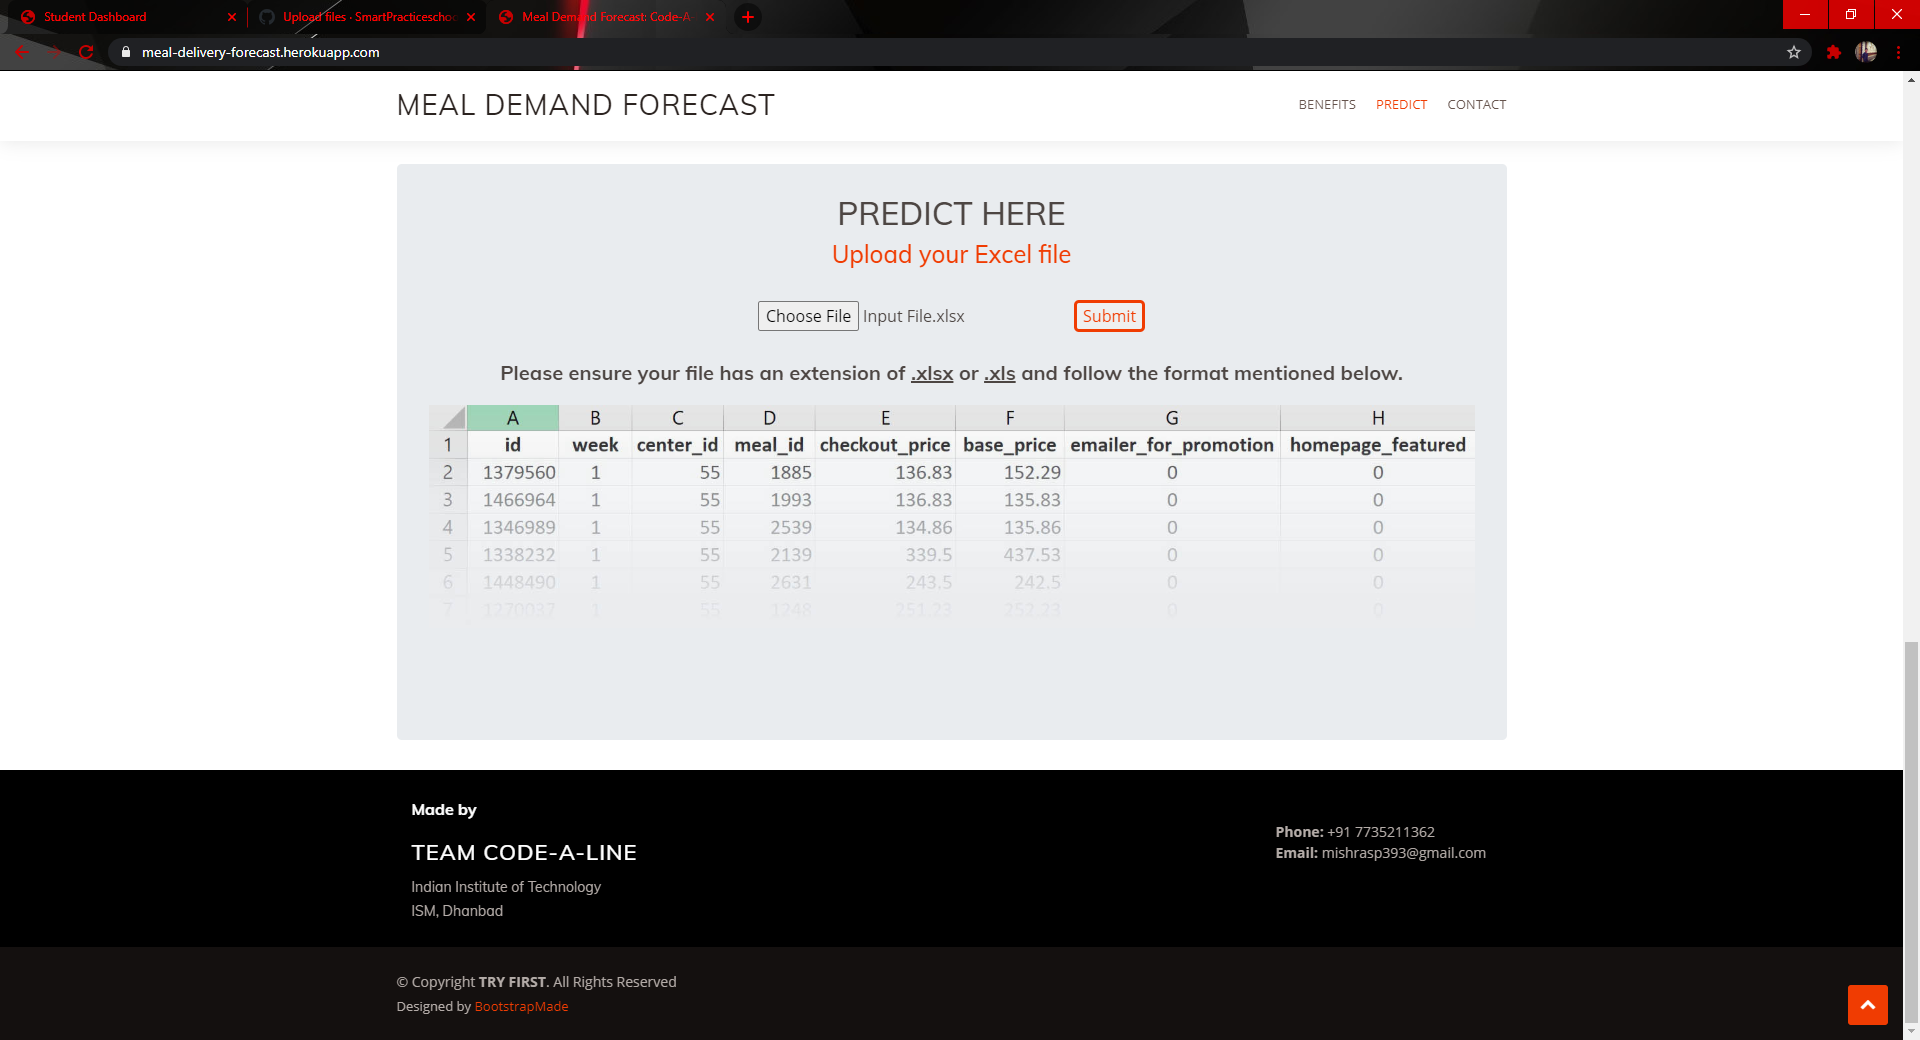 Student Dashboard
Upload files · SmartPracticeschoo
Meal Demand Forecast: Code-A-
meal-delivery-forecast.herokuapp.com
MEAL DEMAND FORECAST
BENEFITS PREDICT CONTACT
PREDICT HERE
Upload your Excel file
Choose File Input File.xlsx Submit
Please ensure your file has an extension of .xlsx or .xls and follow the format mentioned below.
A B C D E F G H
1 id week center_id meal_id checkout_price base_price emailer_for_promotion homepage_featured
2 1379560 1 55 1885 136.83 152.29 0 0
3 1466964 1 55 1993 136.83 135.83 0 0
4 1346989 1 55 2539 134.86 135.86 0 0
5 1338232 1 55 2139 339.5 437.53 0 0
6 1448490 1 55 2631 243.5 242.5 0 0
7 1270037 1 55 1248 251.23 252.23 0 0
Made by
TEAM CODE-A-LINE
Indian Institute of Technology
ISM, Dhanbad
Phone: +91 7735211362
Email: mishrasp393@gmail.com
© Copyright TRY FIRST. All Rights Reserved
Designed by BootstrapMade